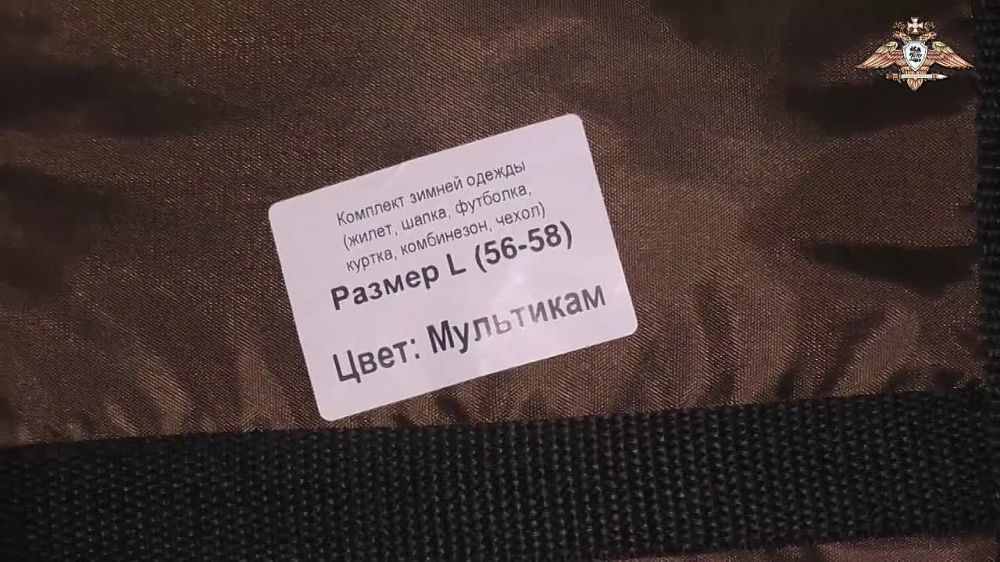 Комплект зимней одежды
(жилет, шапка, футболка,
куртка, комбинезон, чехол)
Размер L (56-58)
Цвет: Мультикам